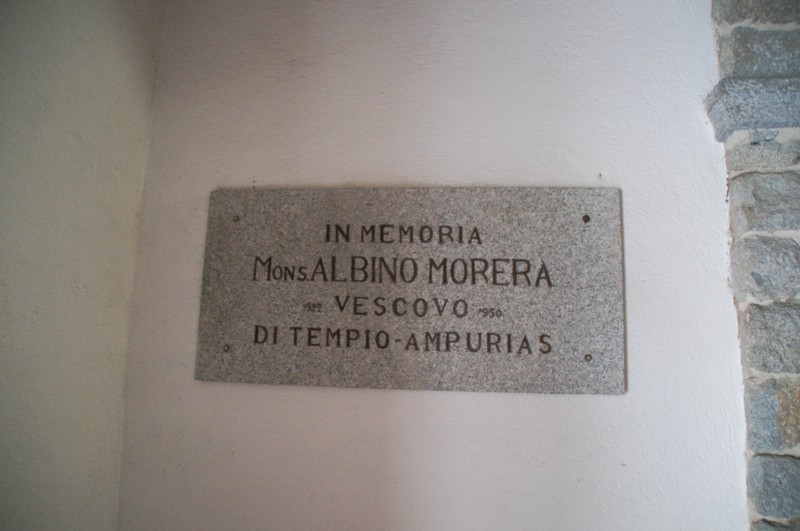 IN MEMORIA
MONS. ALBINO MORERA
1922 VESCOVO 1950
DI TEMPIO-AMPURIAS